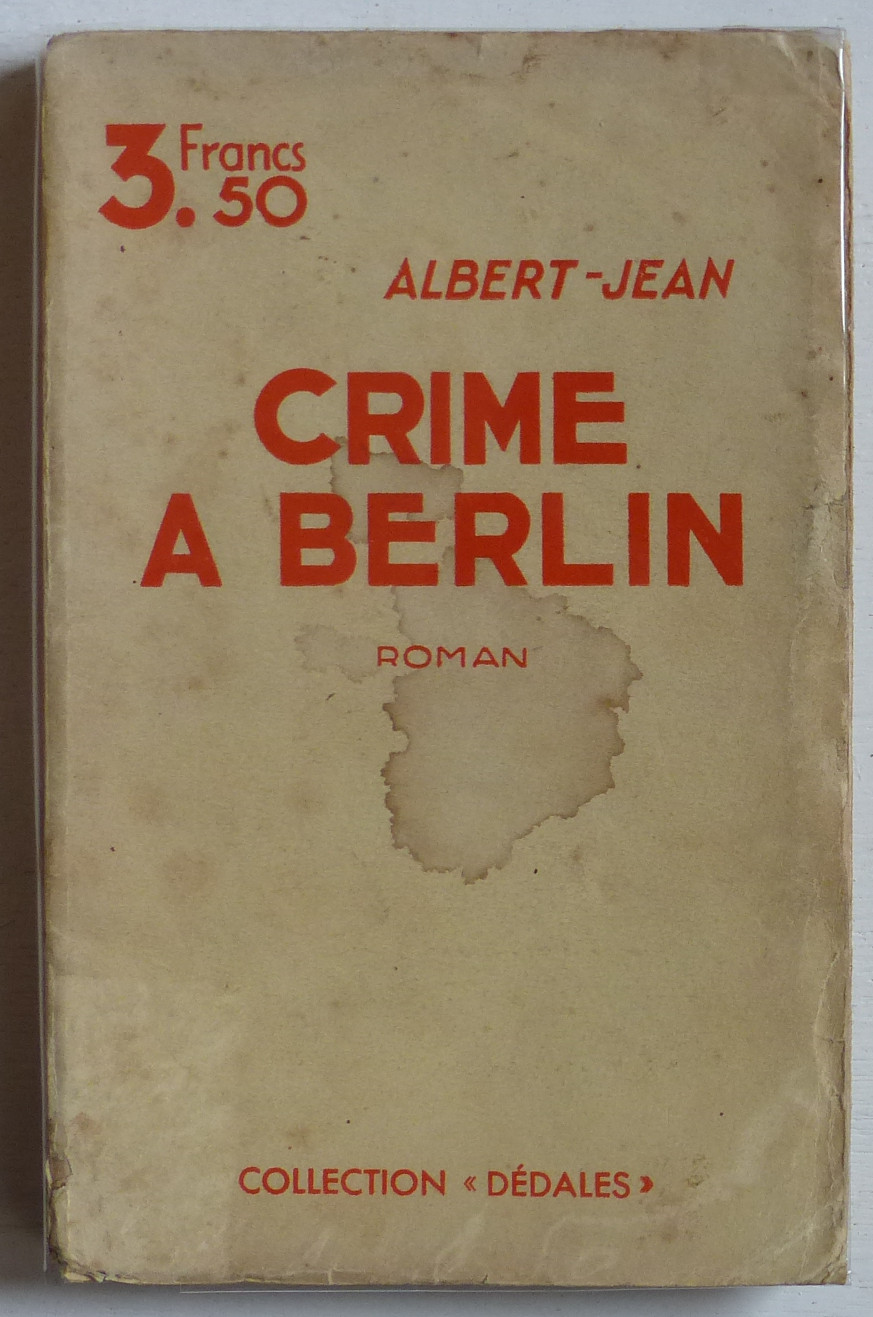 3.50 Francs
ALBERT-JEAN
CRIME
A BERLIN
ROMAN
COLLECTION « DÉDALES »